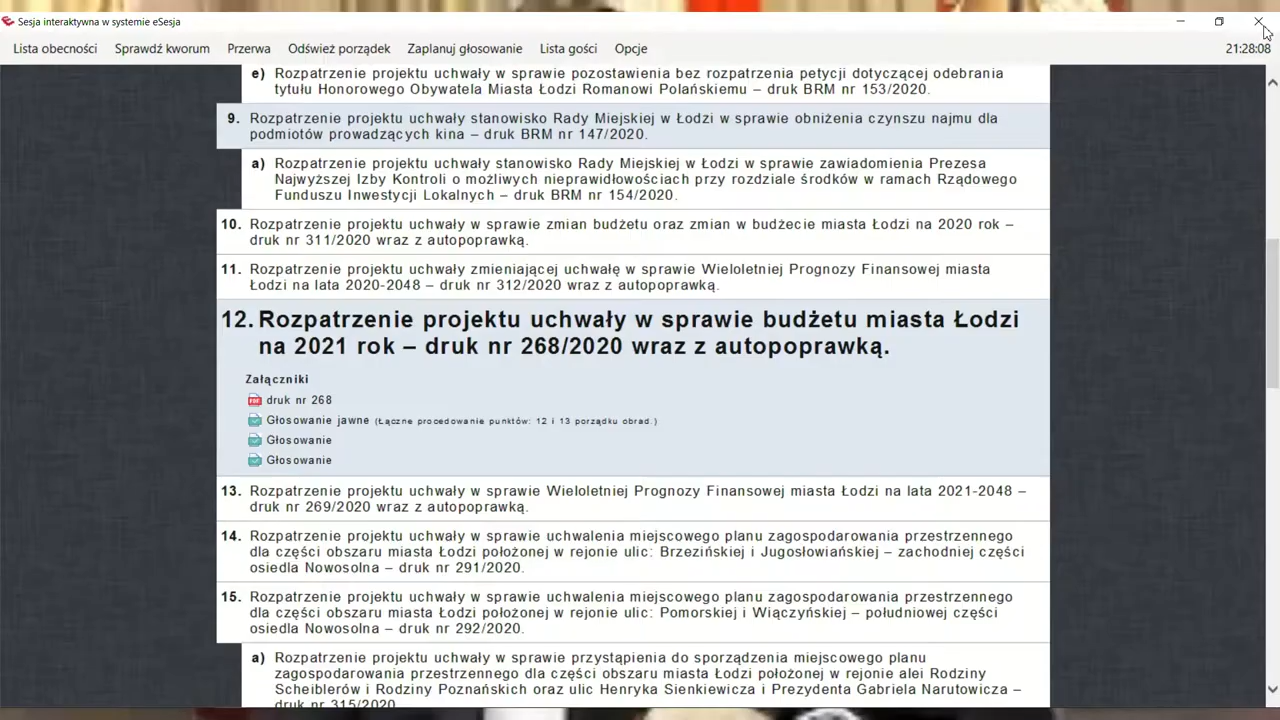 Sesja interaktywna w systemie eSesja
Lista obecności Sprawdź kworum Przerwa Odśwież porządek Zaplanuj głosowanie Lista gości Opcje 21:28:08
e) Rozpatrzenie projektu uchwały w sprawie pozostawienia bez rozpatrzenia petycji dotyczącej odebrania
tytułu Honorowego Obywatela Miasta Łodzi Romanowi Polańskiemu – druk BRM nr 153/2020.
9. Rozpatrzenie projektu uchwały stanowisko Rady Miejskiej w Łodzi w sprawie obniżenia czynszu najmu dla
podmiotów prowadzących kina – druk BRM nr 147/2020.
a) Rozpatrzenie projektu uchwały stanowisko Rady Miejskiej w Łodzi w sprawie zawiadomienia Prezesa
Najwyższej Izby Kontroli o możliwych nieprawidłowościach przy rozdziale środków w ramach Rządowego
Funduszu Inwestycji Lokalnych – druk BRM nr 154/2020.
10. Rozpatrzenie projektu uchwały w sprawie zmian budżetu oraz zmian w budżecie miasta Łodzi na 2020 rok –
druk nr 311/2020 wraz z autopoprawką.
11. Rozpatrzenie projektu uchwały zmieniającej uchwałę w sprawie Wieloletniej Prognozy Finansowej miasta
Łodzi na lata 2020-2048 – druk nr 312/2020 wraz z autopoprawką.
12. Rozpatrzenie projektu uchwały w sprawie budżetu miasta Łodzi
na 2021 rok – druk nr 268/2020 wraz z autopoprawką.
Załączniki
druk nr 268
Głosowanie jawne (Łączne procedowanie punktów: 12 i 13 porządku obrad.)
Głosowanie
Głosowanie
13. Rozpatrzenie projektu uchwały w sprawie Wieloletniej Prognozy Finansowej miasta Łodzi na lata 2021-2048 –
druk nr 269/2020 wraz z autopoprawką.
14. Rozpatrzenie projektu uchwały w sprawie uchwalenia miejscowego planu zagospodarowania przestrzennego
dla części obszaru miasta Łodzi położonej w rejonie ulic: Brzezińskiej i Jugosłowiańskiej – zachodniej części
osiedla Nowosolna – druk nr 291/2020.
15. Rozpatrzenie projektu uchwały w sprawie uchwalenia miejscowego planu zagospodarowania przestrzennego
dla części obszaru miasta Łodzi położonej w rejonie ulic: Pomorskiej i Wiączyńskiej – południowej części
osiedla Nowosolna – druk nr 292/2020.
a) Rozpatrzenie projektu uchwały w sprawie przystąpienia do sporządzenia miejscowego planu
zagospodarowania przestrzennego dla części obszaru miasta Łodzi położonej w rejonie alei Rodziny
Scheiblerów i Rodziny Poznańskich oraz ulic Henryka Sienkiewicza i Prezydenta Gabriela Narutowicza –
druk nr 315/2020.